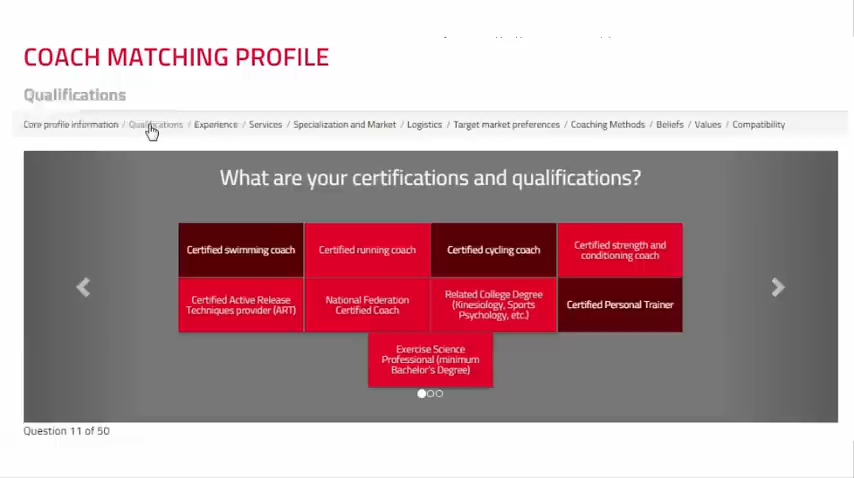 COACH MATCHING PROFILE
Qualifications
Core profile information / Qualifications / Experience / Services / Specialization and Market / Logistics / Target market preferences / Coaching Methods / Beliefs / Values / Compatibility
What are your certifications and qualifications?
Certified swimming coach
Certified running coach
Certified cycling coach
Certified strength and
conditioning coach
Certified Active Release
Techniques provider (ART)
National Federation
Certified Coach
Related College Degree
(Kinesiology, Sports
Psychology, etc.)
Certified Personal Trainer
Exercise Science
Professional (minimum
Bachelor's Degree)
Question 11 of 50